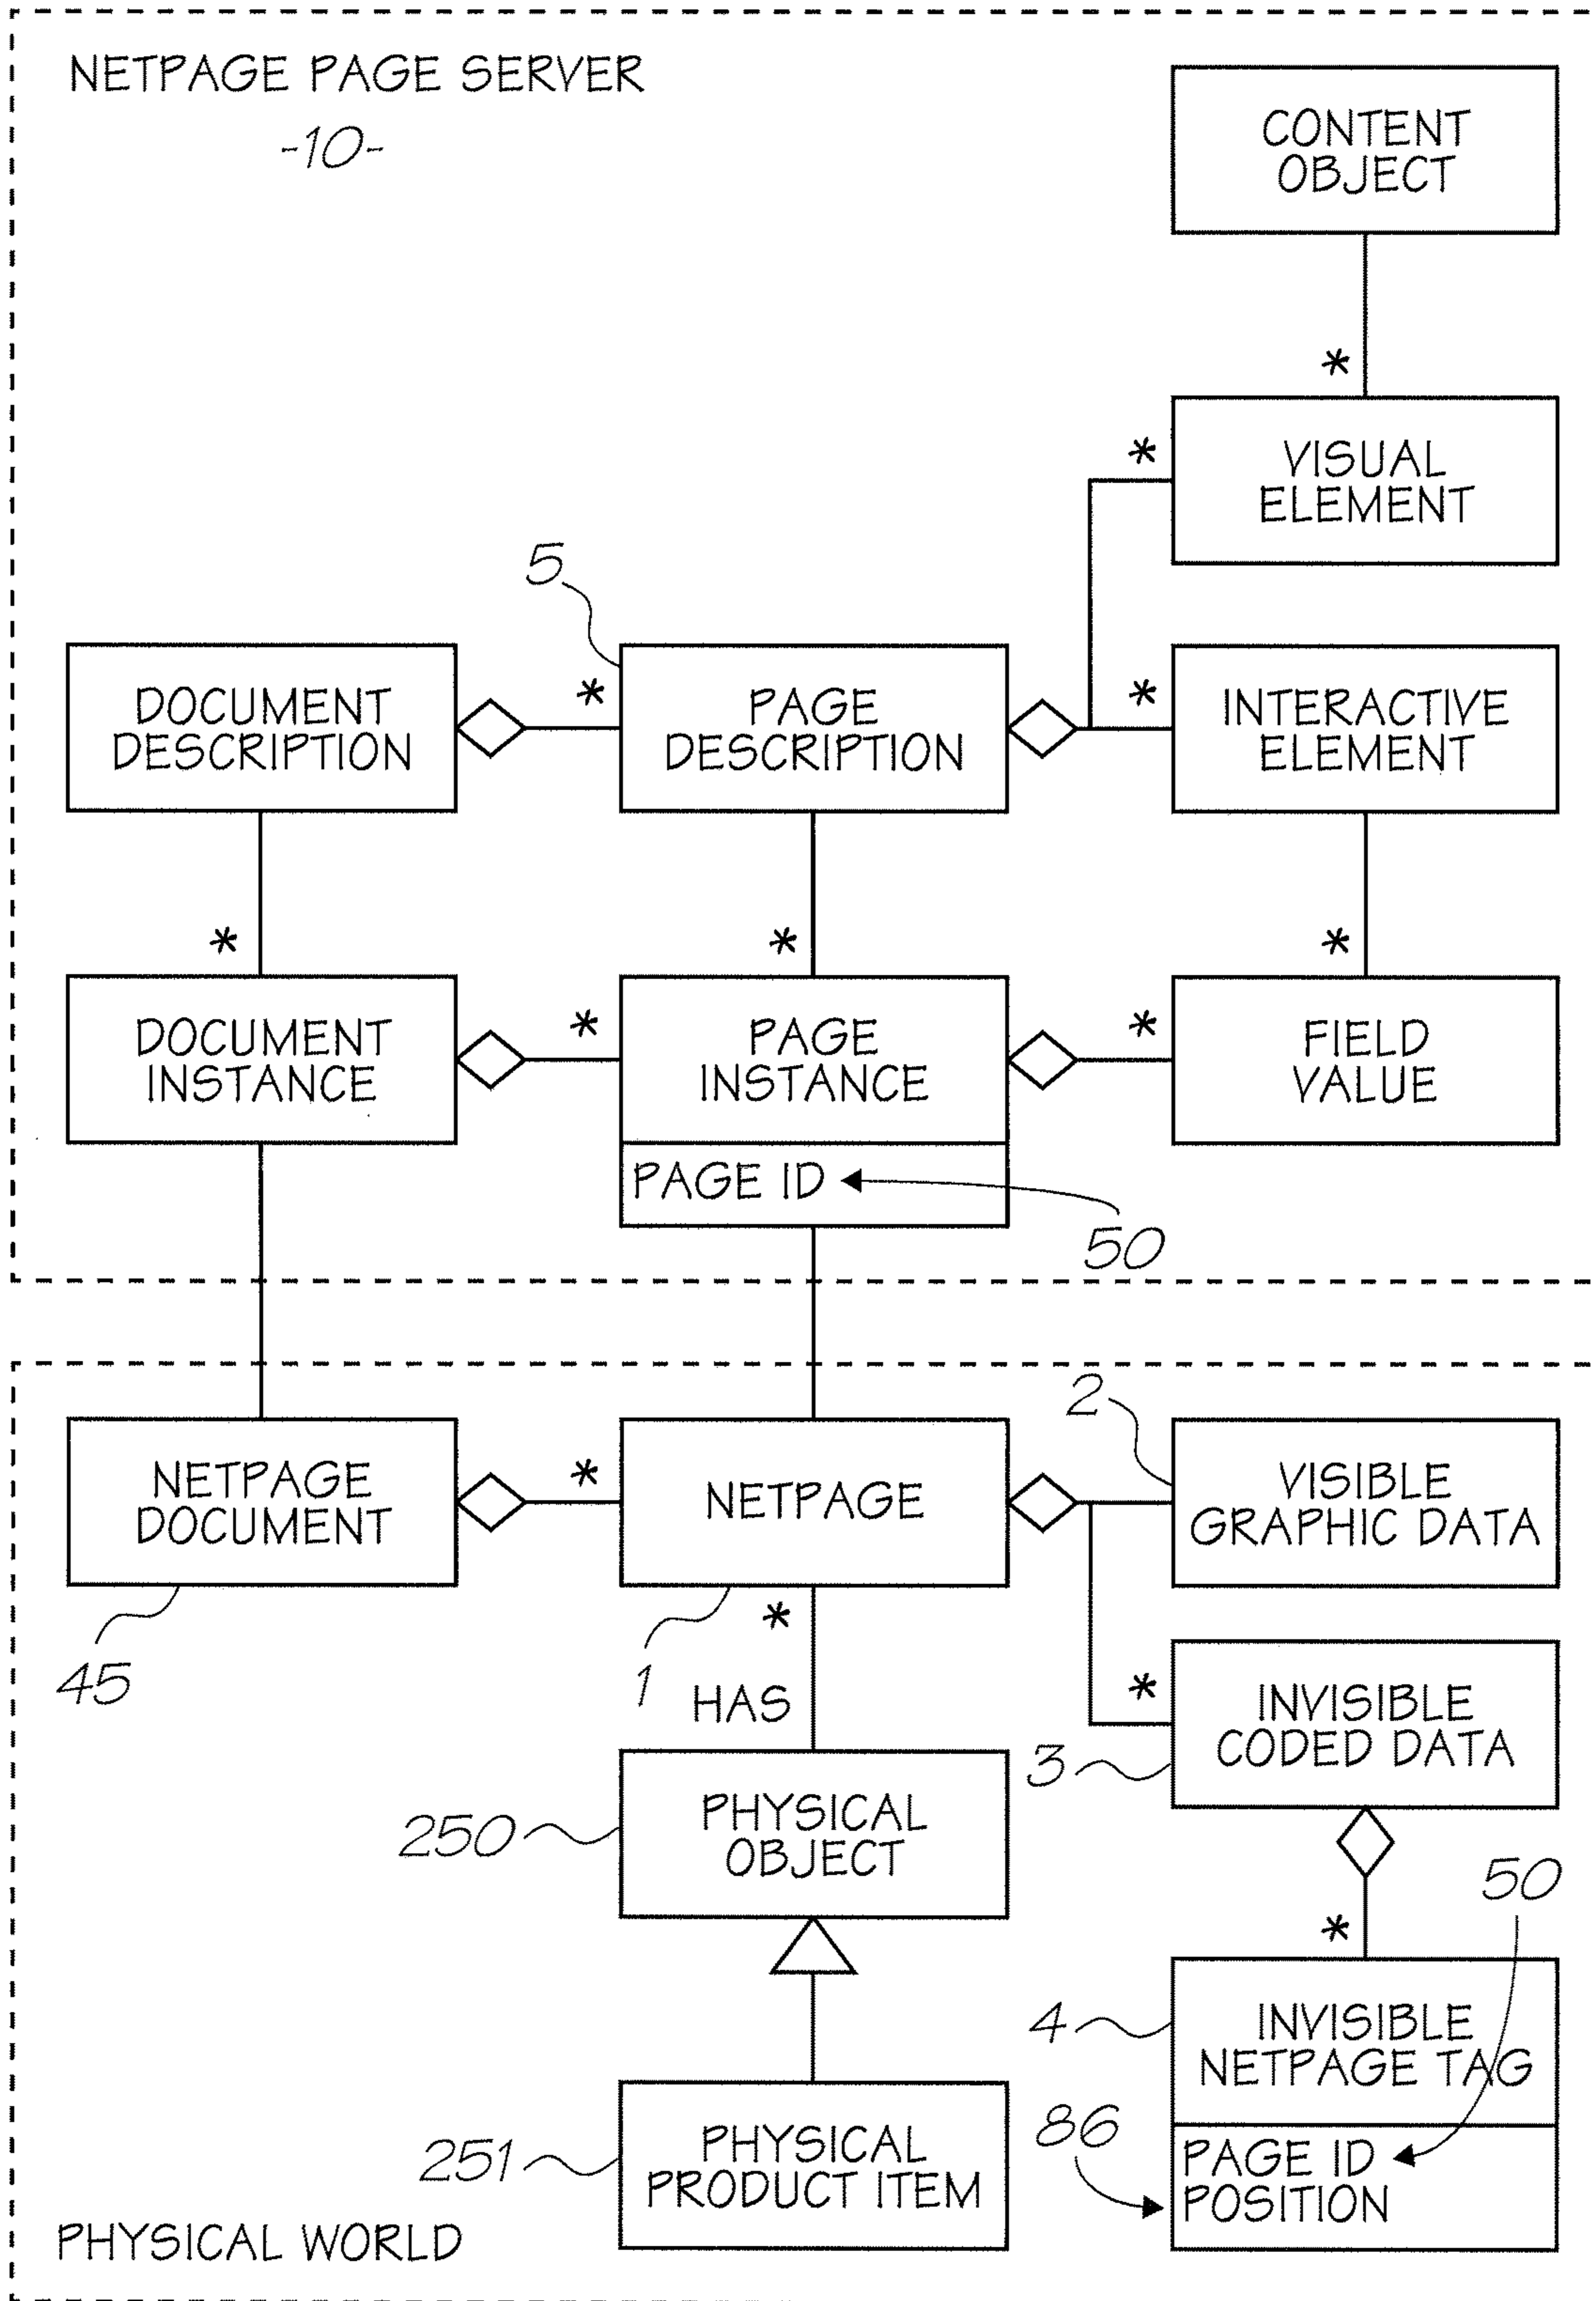 NETPAGE PAGE SERVER
-10-
CONTENT
OBJECT
*
*
VISUAL
ELEMENT
5
DOCUMENT
DESCRIPTION
*
PAGE
DESCRIPTION
*
INTERACTIVE
ELEMENT
*
*
*
DOCUMENT
INSTANCE
*
PAGE
INSTANCE
*
FIELD
VALUE
PAGE ID
50
2
NETPAGE
DOCUMENT
*
NETPAGE
VISIBLE
GRAPHIC DATA
45
1
*
HAS
*
INVISIBLE
CODED DATA
3
250
PHYSICAL
OBJECT
50
*
4
INVISIBLE
NETPAGE TAG
86
PAGE ID
POSITION
251
PHYSICAL
PRODUCT ITEM
PHYSICAL WORLD